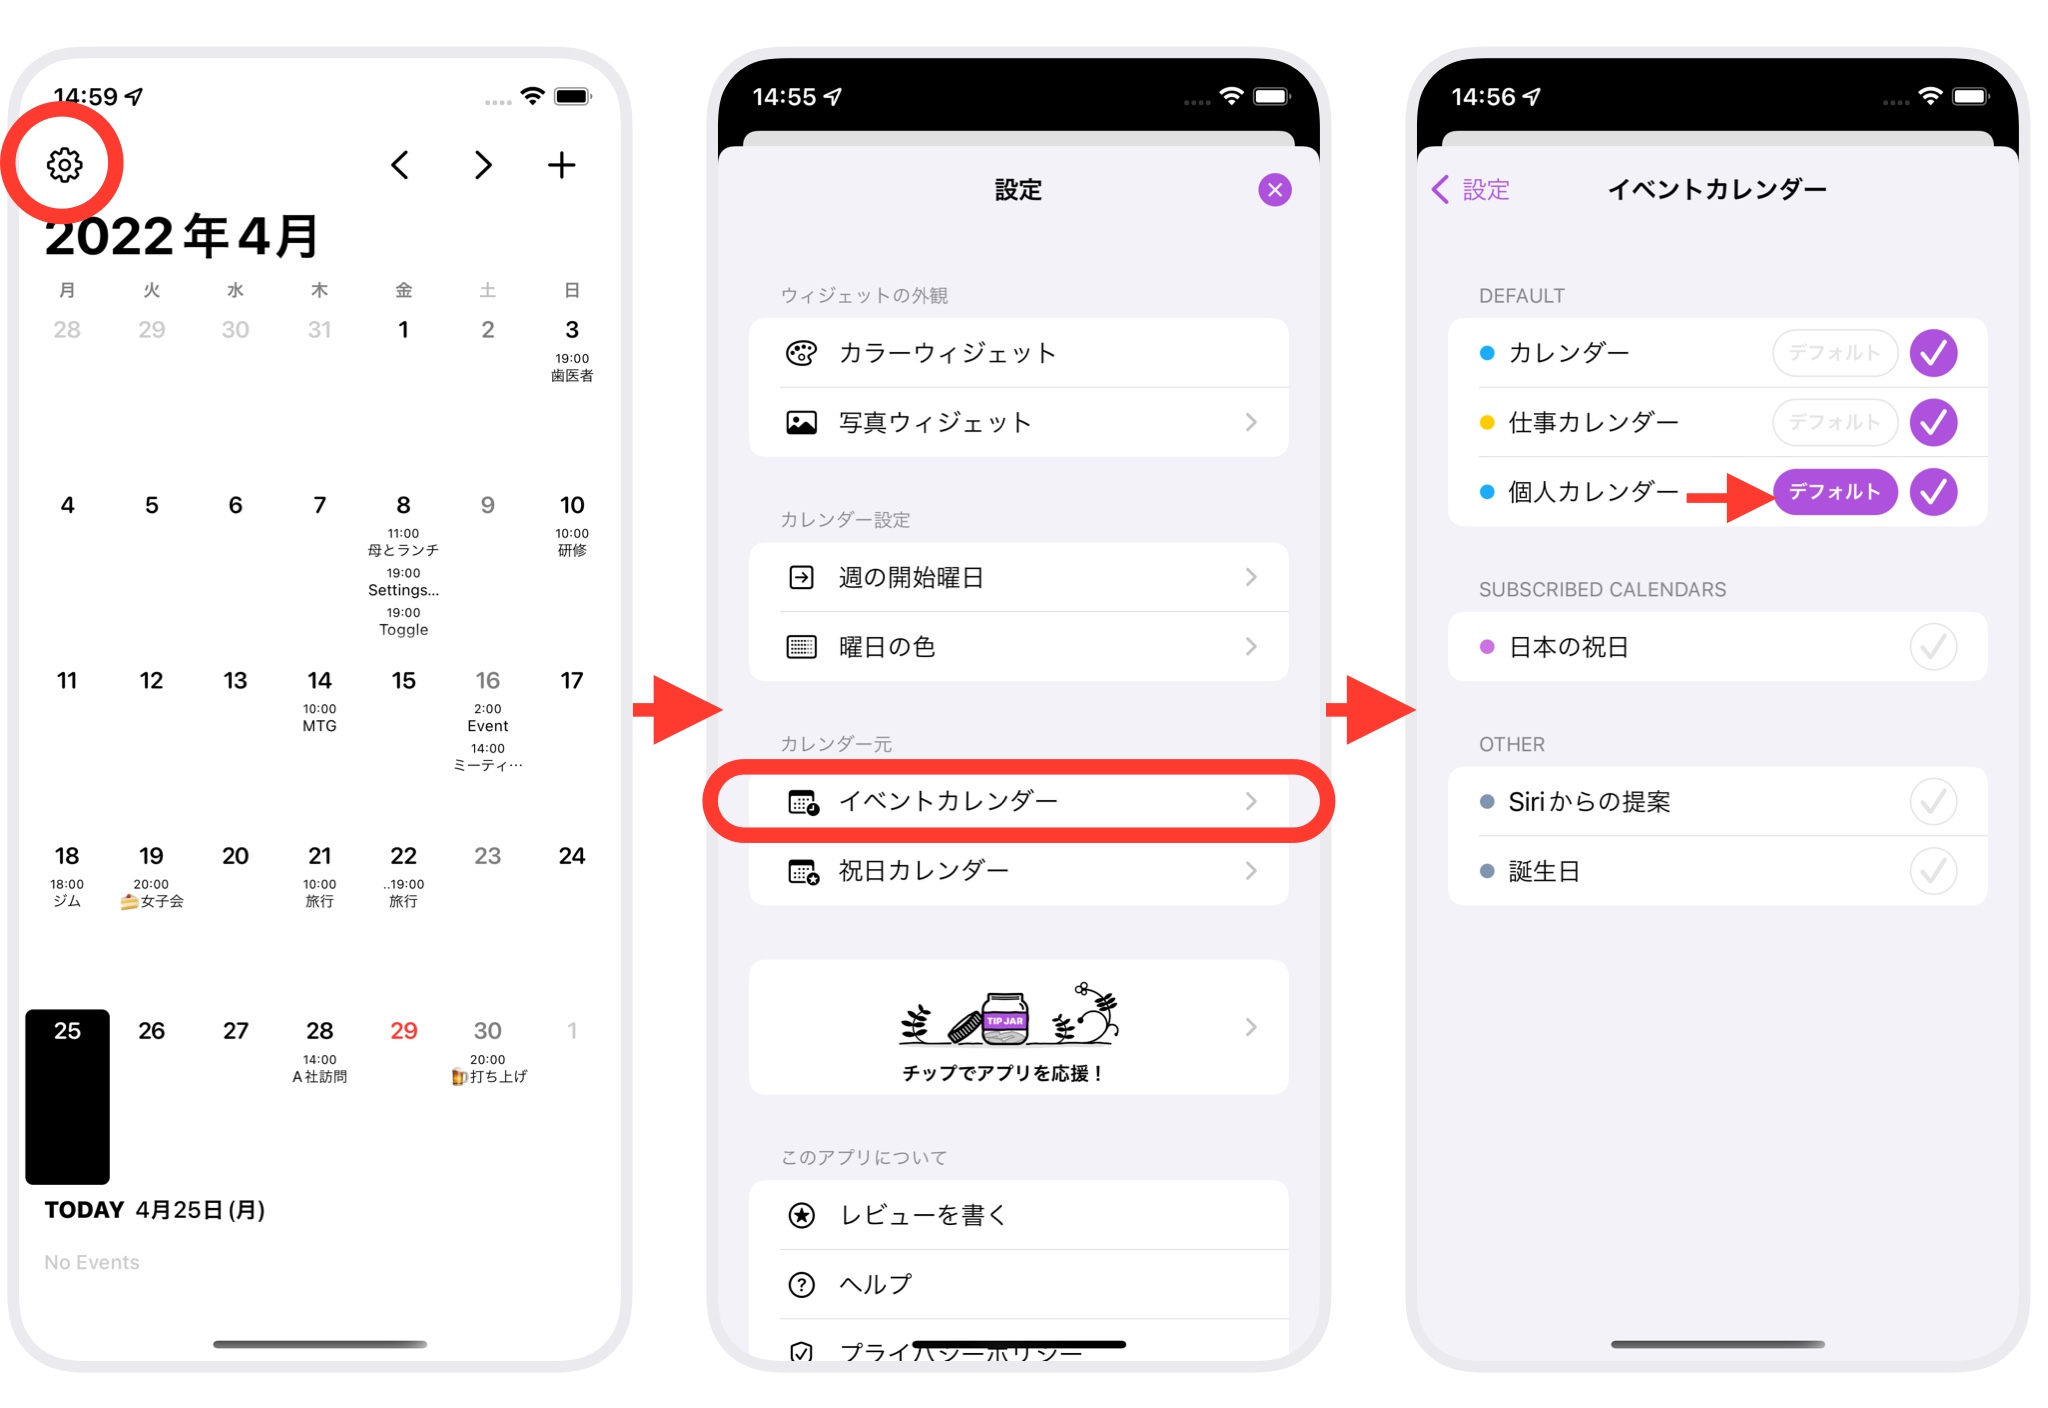 14:59
2022年4月
月 火 水 木 金 土 日
28 29 30 31 1 2 3
19:00
歯医者
4 5 6 7 8 9 10
11:00 10:00
母とランチ 研修
19:00
Settings...
19:00
Toggle
11 12 13 14 15 16 17
10:00 2:00
MTG Event
14:00
ミーティ…
18 19 20 21 22 23 24
18:00 20:00 10:00 ..19:00
ジム 🍰女子会 旅行 旅行
25 26 27 28 29 30 1
14:00 20:00
A社訪問 🍺打ち上げ
TODAY 4月25日(月)
No Events
14:55
設定
ウィジェットの外観
カラーウィジェット
写真ウィジェット
カレンダー設定
週の開始曜日
曜日の色
カレンダー元
イベントカレンダー
祝日カレンダー
TIP JAR
チップでアプリを応援！
このアプリについて
レビューを書く
ヘルプ
プライバシーポリシー
14:56
設定 イベントカレンダー
DEFAULT
カレンダー デフォルト
仕事カレンダー デフォルト
個人カレンダー デフォルト
SUBSCRIBED CALENDARS
日本の祝日
OTHER
Siriからの提案
誕生日